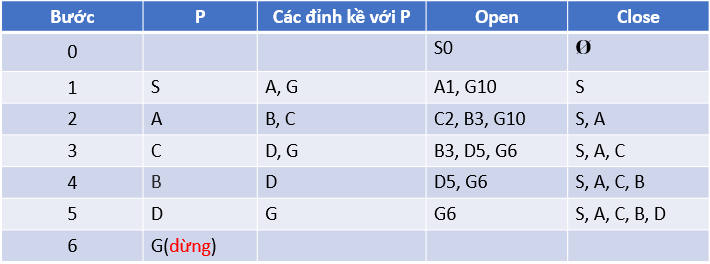 Bước P Các đỉnh kề với P Open Close
0 S0 Ø
1 S A, G A1, G10 S
2 A B, C C2, B3, G10 S, A
3 C D, G B3, D5, G6 S, A, C
4 B D D5, G6 S, A, C, B
5 D G G6 S, A, C, B, D
6 G(dừng)